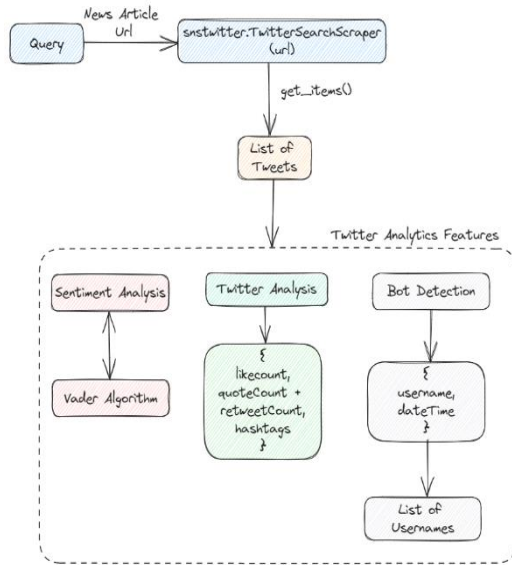 News Article
Url
Query
snstwitter.TwitterSearchScraper
(url)
get_items()
List of
Tweets
Twitter Analytics Features
Sentiment Analysis
Vader Algorithm
Twitter Analysis
{
likecount,
quoteCount +
retweetCount,
hashtags
}
Bot Detection
{
username,
dateTime
}
List of
Usernames